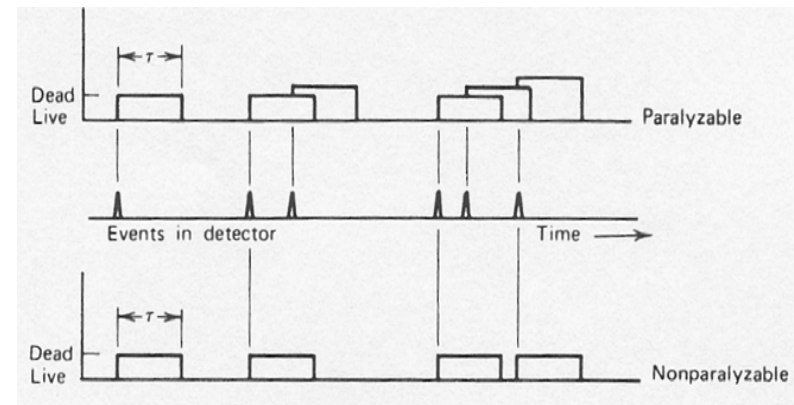 τ
Dead
Live
Paralyzable
Events in detector
Time
τ
Dead
Live
Nonparalyzable